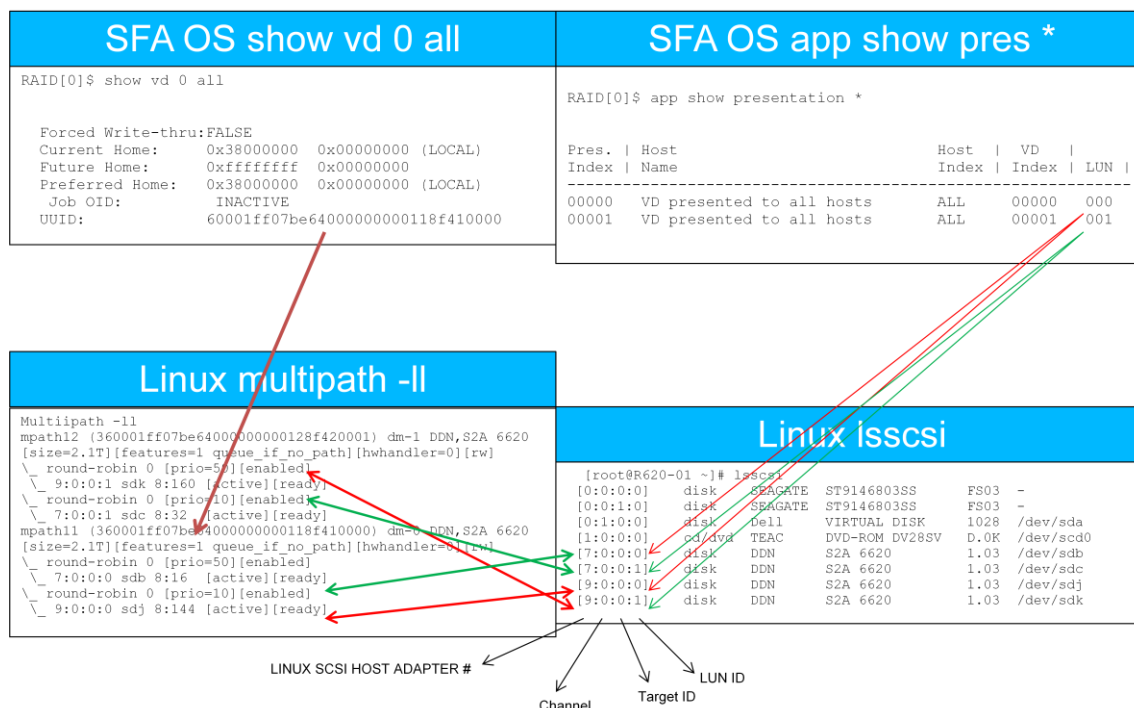 SFA OS show vd 0 all
RAID[0]$ show vd 0 all
Forced Write-thru:FALSE
Current Home: 0x38000000 0x00000000 (LOCAL)
Future Home: 0xffffffff 0x00000000
Preferred Home: 0x38000000 0x00000000 (LOCAL)
Job OID: INACTIVE
UUID: 60001ff07be64000000000118f410000
SFA OS app show pres *
RAID[0]$ app show presentation *
Pres. | Host Host | VD |
Index | Name Index | Index | LUN |
--------------------------------------------------------------
00000 VD presented to all hosts ALL 00000 000
00001 VD presented to all hosts ALL 00001 001
Linux multipath -ll
Multiipath -ll
mpath12 (360001ff07be64000000000128f420001) dm-1 DDN,S2A 6620
[size=2.1T][features=1 queue_if_no_path][hwhandler=0][rw]
\_ round-robin 0 [prio=50][enabled]
\_ 9:0:0:1 sdk 8:160 [active][ready]
\_ round-robin 0 [prio=10][enabled]
\_ 7:0:0:1 sdc 8:32 [active][ready]
mpath11 (360001ff07be64000000000118f410000) dm-0 DDN,S2A 6620
[size=2.1T][features=1 queue_if_no_path][hwhandler=0][rw]
\_ round-robin 0 [prio=50][enabled]
\_ 7:0:0:0 sdb 8:16 [active][ready]
\_ round-robin 0 [prio=10][enabled]
\_ 9:0:0:0 sdj 8:144 [active][ready]
Linux lsscsi
[root@R620-01 ~]# lsscsi
[0:0:0:0] disk SEAGATE ST9146803SS FS03 -
[0:0:1:0] disk SEAGATE ST9146803SS FS03 -
[0:1:0:0] disk Dell VIRTUAL DISK 1028 /dev/sda
[1:0:0:0] cd/dvd TEAC DVD-ROM DV28SV D.0K /dev/scd0
[7:0:0:0] disk DDN S2A 6620 1.03 /dev/sdb
[7:0:0:1] disk DDN S2A 6620 1.03 /dev/sdc
[9:0:0:0] disk DDN S2A 6620 1.03 /dev/sdj
[9:0:0:1] disk DDN S2A 6620 1.03 /dev/sdk
LINUX SCSI HOST ADAPTER #
Channel
Target ID
LUN ID